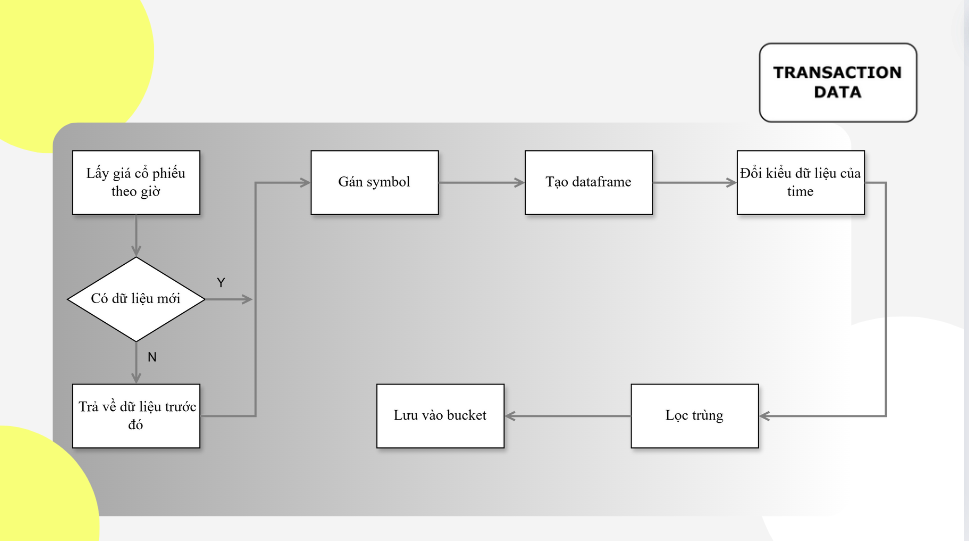 TRANSACTION
DATA
Lấy giá cổ phiếu
theo giờ
Gán symbol
Tạo dataframe
Đổi kiểu dữ liệu của
time
Có dữ liệu mới
Y
N
Trả về dữ liệu trước
đó
Lưu vào bucket
Lọc trùng